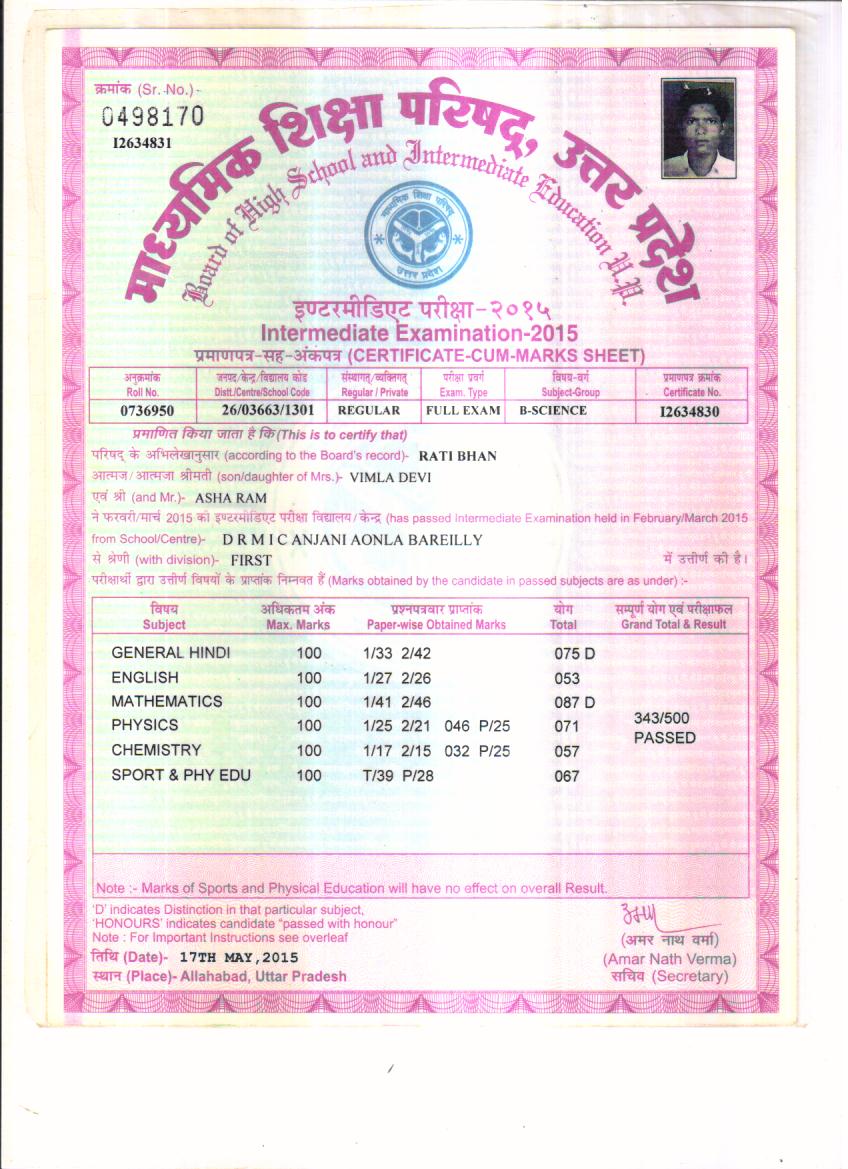 क्रमांक (Sr. No.)-
0498170
I2634831
माध्यमिक शिक्षा परिषद्, उत्तर प्रदेश
Board of High School and Intermediate Education U.P.
माध्यमिक शिक्षा परिषद्
उत्तर प्रदेश
इण्टरमीडिएट परीक्षा-२०१५
Intermediate Examination-2015
प्रमाणपत्र-सह-अंकपत्र (CERTIFICATE-CUM-MARKS SHEET)
अनुक्रमांक जनपद/केन्द्र/विद्यालय कोड संस्थागत/व्यक्तिगत परीक्षा प्रवर्ग विषय-वर्ग प्रमाणपत्र क्रमांक
Roll No. Distt./Centre/School Code Regular / Private Exam. Type Subject-Group Certificate No.
0736950 26/03663/1301 REGULAR FULL EXAM B-SCIENCE I2634830
प्रमाणित किया जाता है कि (This is to certify that)
परिषद् के अभिलेखानुसार (according to the Board's record)- RATI BHAN
आत्मज/आत्मजा श्रीमती (son/daughter of Mrs.)- VIMLA DEVI
एवं श्री (and Mr.)- ASHA RAM
ने फरवरी/मार्च 2015 की इण्टरमीडिएट परीक्षा विद्यालय/केन्द्र (has passed Intermediate Examination held in February/March 2015
from School/Centre)- D R M I C ANJANI AONLA BAREILLY
से श्रेणी (with division)- FIRST में उत्तीर्ण की है।
परीक्षार्थी द्वारा उत्तीर्ण विषयों के प्राप्तांक निम्नवत हैं (Marks obtained by the candidate in passed subjects are as under) :-
विषय अधिकतम अंक प्रश्नपत्रवार प्राप्तांक योग सम्पूर्ण योग एवं परीक्षाफल
Subject Max. Marks Paper-wise Obtained Marks Total Grand Total & Result
GENERAL HINDI 100 1/33 2/42 075 D
ENGLISH 100 1/27 2/26 053
MATHEMATICS 100 1/41 2/46 087 D
PHYSICS 100 1/25 2/21 046 P/25 071 343/500
CHEMISTRY 100 1/17 2/15 032 P/25 057 PASSED
SPORT & PHY EDU 100 T/39 P/28 067
Note :- Marks of Sports and Physical Education will have no effect on overall Result.
'D' indicates Distinction in that particular subject,
'HONOURS' indicates candidate "passed with honour"
Note : For Important Instructions see overleaf
तिथि (Date)- 17TH MAY,2015
स्थान (Place)- Allahabad, Uttar Pradesh
(अमर नाथ वर्मा)
(Amar Nath Verma)
सचिव (Secretary)